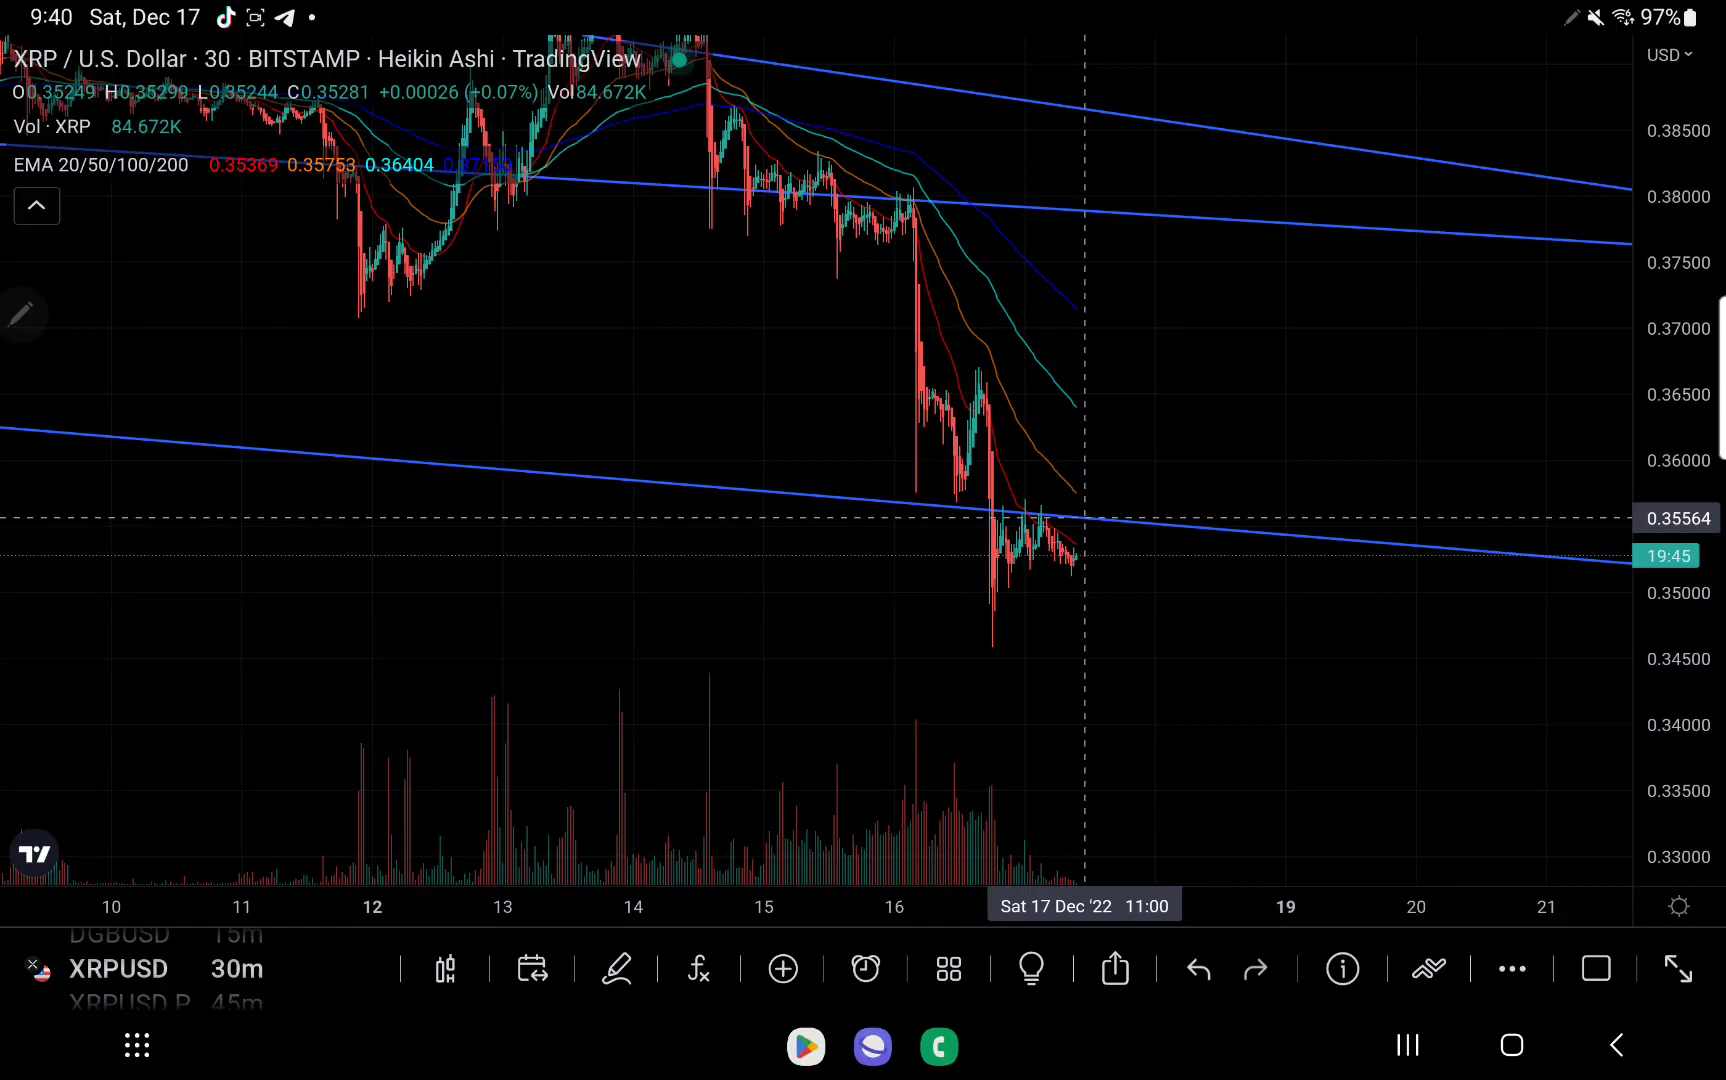 9:40 Sat, Dec 17
97%
XRP / U.S. Dollar · 30 · BITSTAMP · Heikin Ashi · TradingView
USD
O0.35249 H0.35299 L0.35244 C0.35281 +0.00026 (+0.07%) Vol84.672K
Vol · XRP 84.672K
EMA 20/50/100/200 0.35369 0.35753 0.36404
0.38500
0.38000
0.37500
0.37000
0.36500
0.36000
0.35564
19:45
0.35000
0.34500
0.34000
0.33500
0.33000
10 11 12 13 14 15 16 Sat 17 Dec '22 11:00 19 20 21
DGBUSD 15m
XRPUSD 30m
XRPUSD.P 45m